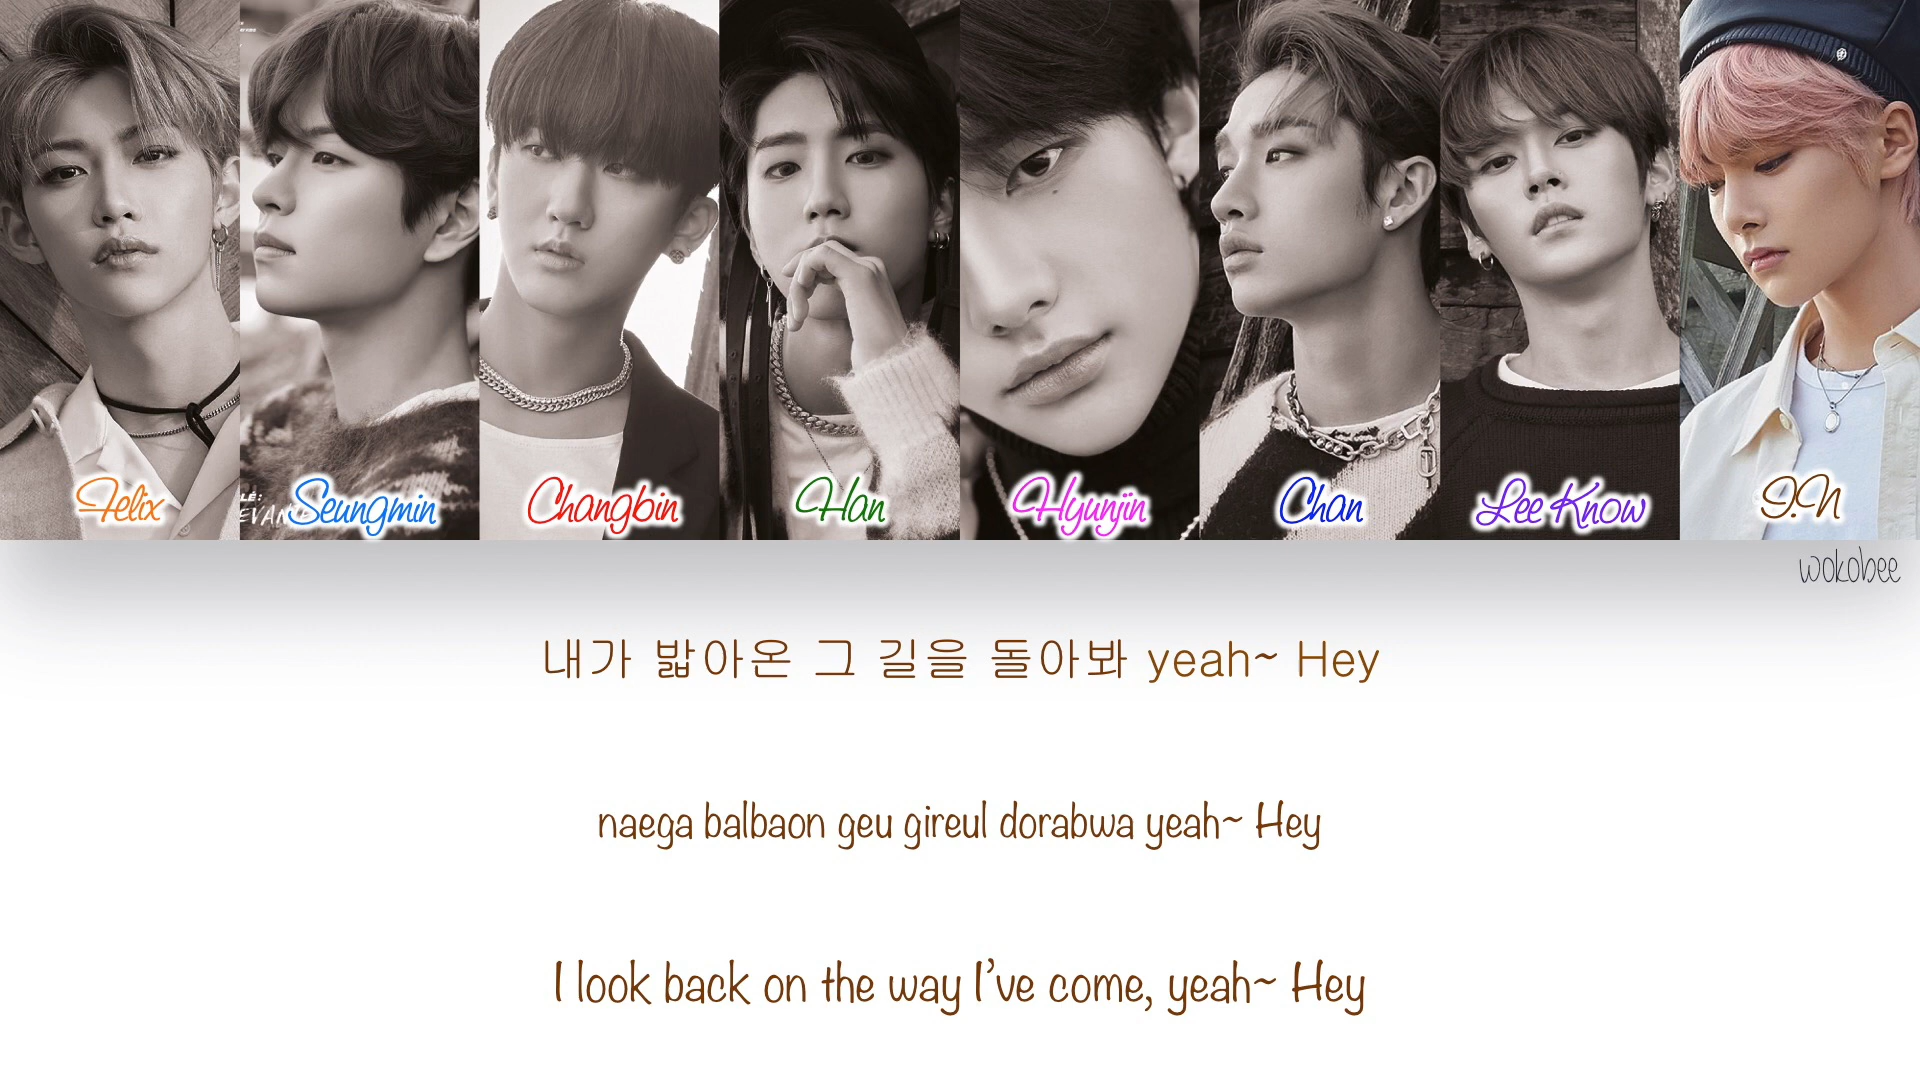 Felix
Seungmin
Changbin
Han
Hyunjin
Chan
Lee Know
I.N
wokobee
내가 밟아온 그 길을 돌아봐 yeah~ Hey
naega balbaon geu gireul dorabwa yeah~ Hey
I look back on the way I've come, yeah~ Hey